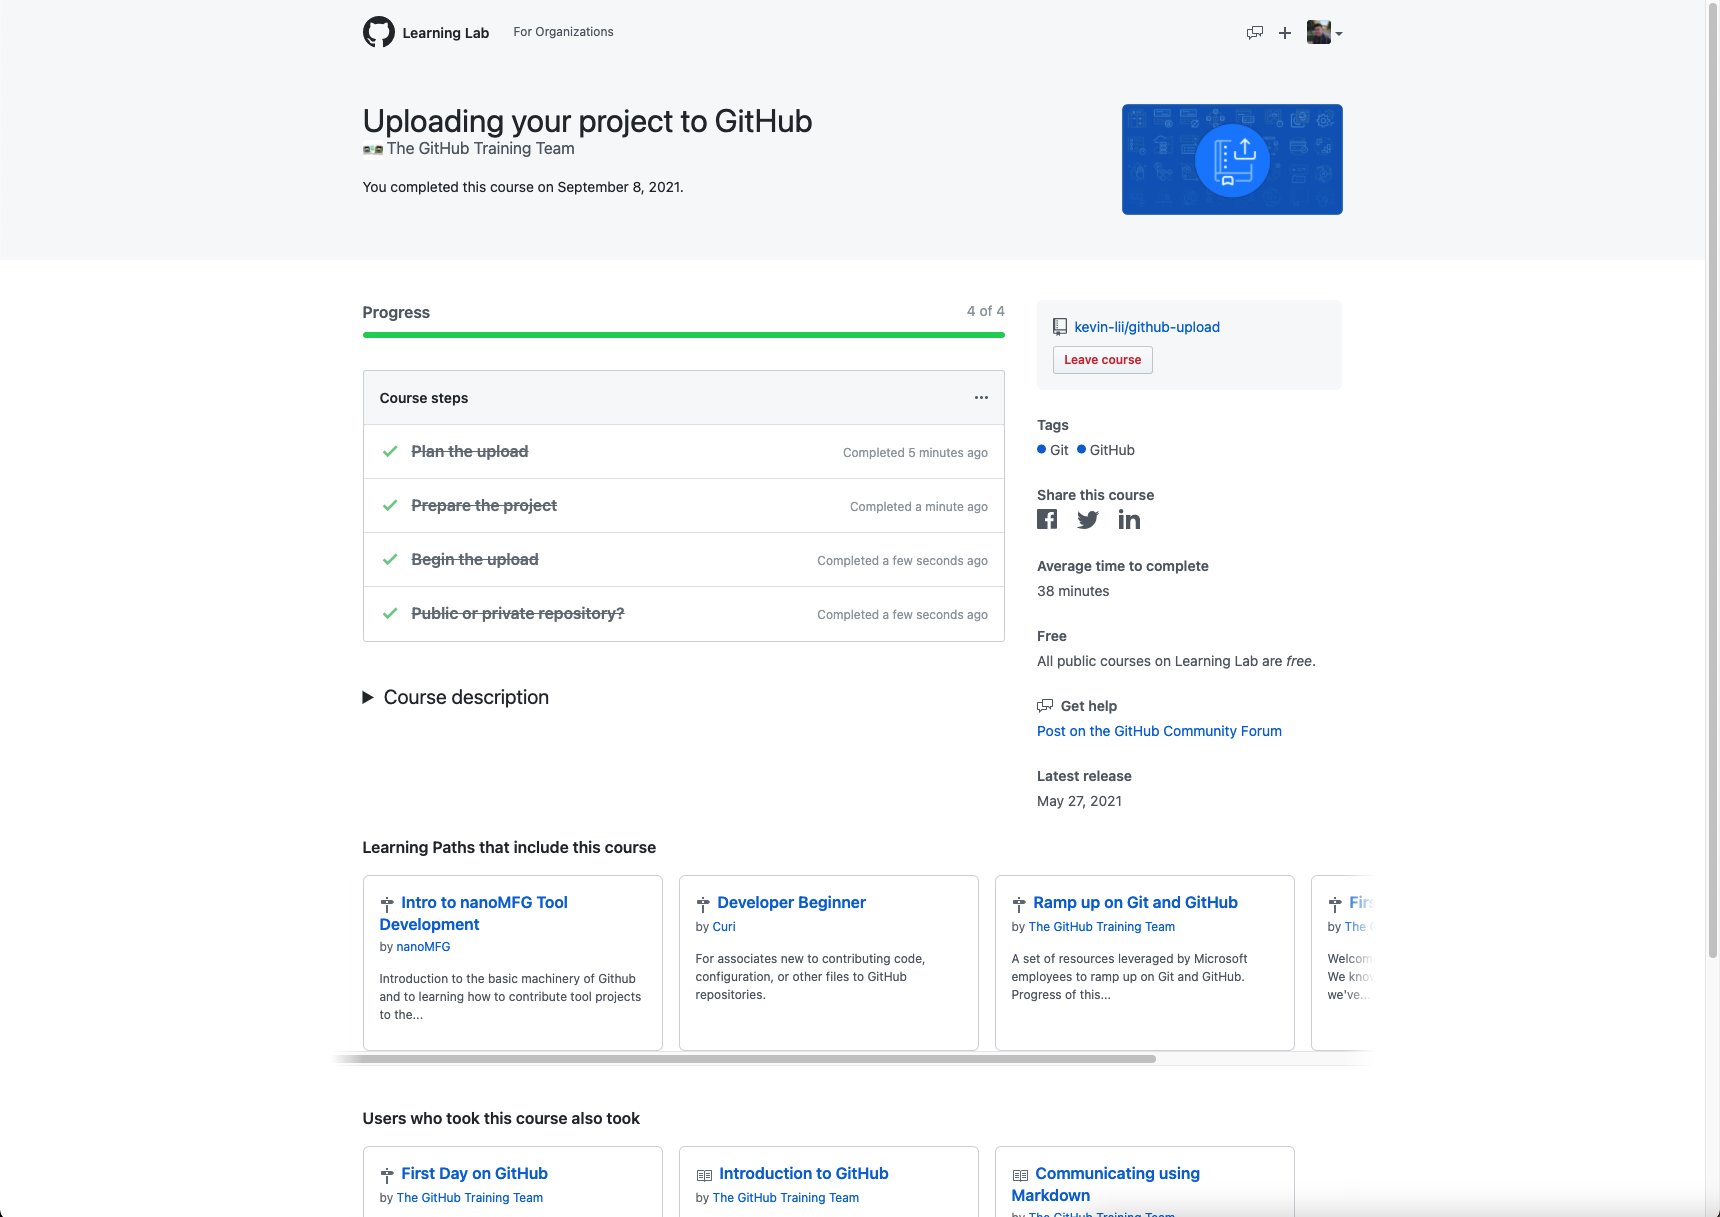 Learning Lab
For Organizations
Uploading your project to GitHub
The GitHub Training Team
You completed this course on September 8, 2021.
Progress
4 of 4
Course steps
Plan the upload
Completed 5 minutes ago
Prepare the project
Completed a minute ago
Begin the upload
Completed a few seconds ago
Public or private repository?
Completed a few seconds ago
Course description
kevin-lii/github-upload
Leave course
Tags
Git GitHub
Share this course
Average time to complete
38 minutes
Free
All public courses on Learning Lab are free.
Get help
Post on the GitHub Community Forum
Latest release
May 27, 2021
Learning Paths that include this course
Intro to nanoMFG Tool
Development
by nanoMFG
Introduction to the basic machinery of Github
and to learning how to contribute tool projects
to the...
Developer Beginner
by Curi
For associates new to contributing code,
configuration, or other files to GitHub
repositories.
Ramp up on Git and GitHub
by The GitHub Training Team
A set of resources leveraged by Microsoft
employees to ramp up on Git and GitHub.
Progress of this...
by The
We
we've...
Users who took this course also took
First Day on GitHub
by The GitHub Training Team
Introduction to GitHub
by The GitHub Training Team
Communicating using
Markdown
by The GitHub Training Team